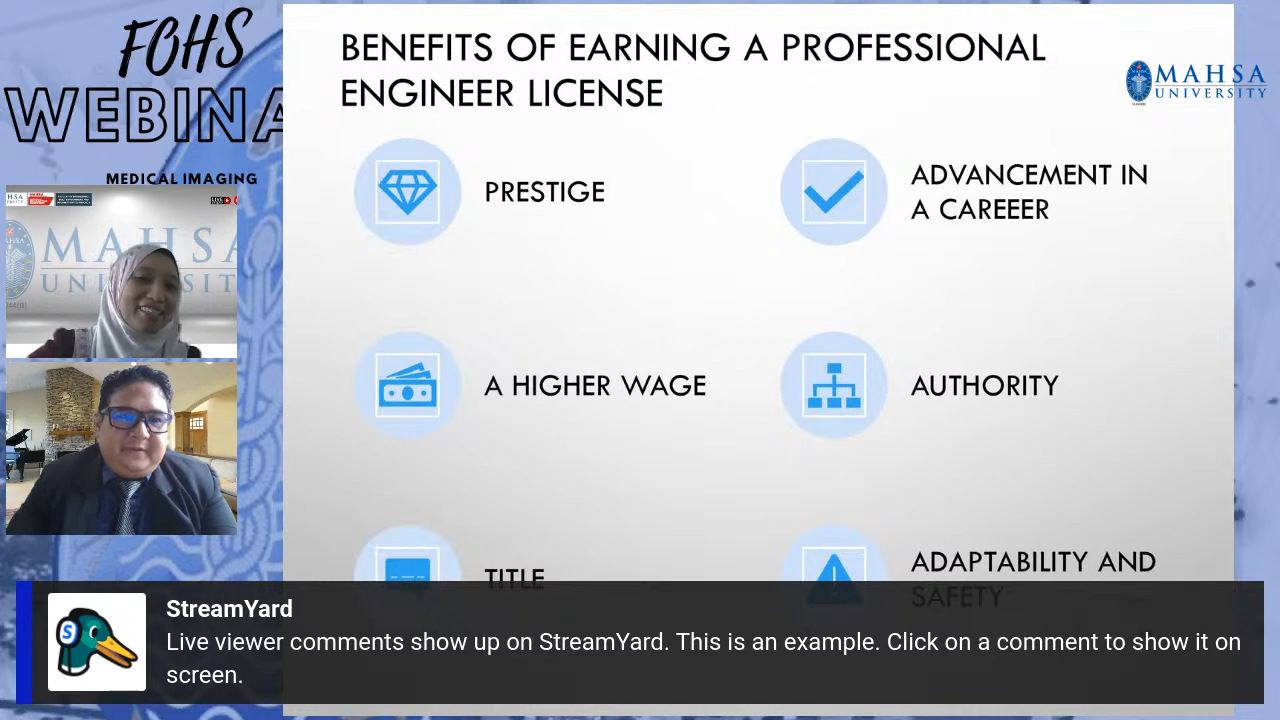 FOHS
WEBINA
MEDICAL IMAGING
MAHSA
UNIVERSITY
BENEFITS OF EARNING A PROFESSIONAL
ENGINEER LICENSE
MAHSA
UNIVERSITY
PRESTIGE
ADVANCEMENT IN
A CAREEER
A HIGHER WAGE
AUTHORITY
TITLE
ADAPTABILITY AND
SAFETY
StreamYard
Live viewer comments show up on StreamYard. This is an example. Click on a comment to show it on
screen.